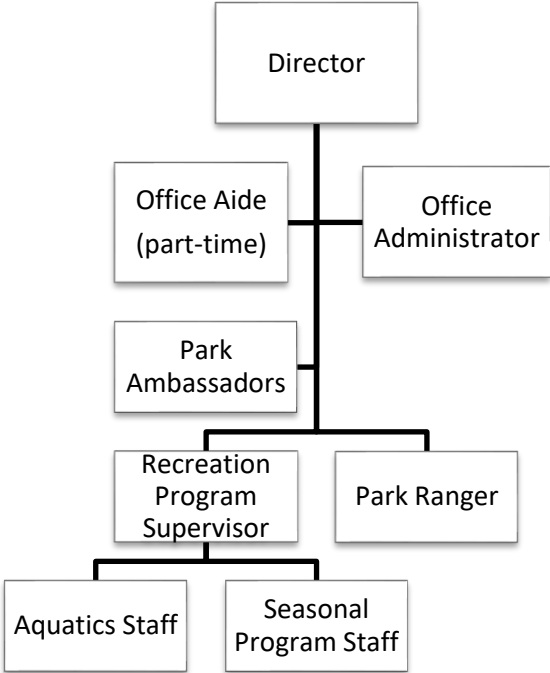 Director
Office Aide
(part-time)
Office
Administrator
Park
Ambassadors
Recreation
Program
Supervisor
Park Ranger
Aquatics Staff
Seasonal
Program Staff